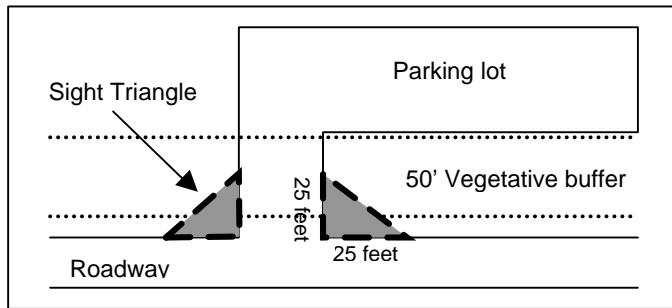 Parking lot
Sight Triangle
50' Vegetative buffer
25 feet
25 feet
Roadway